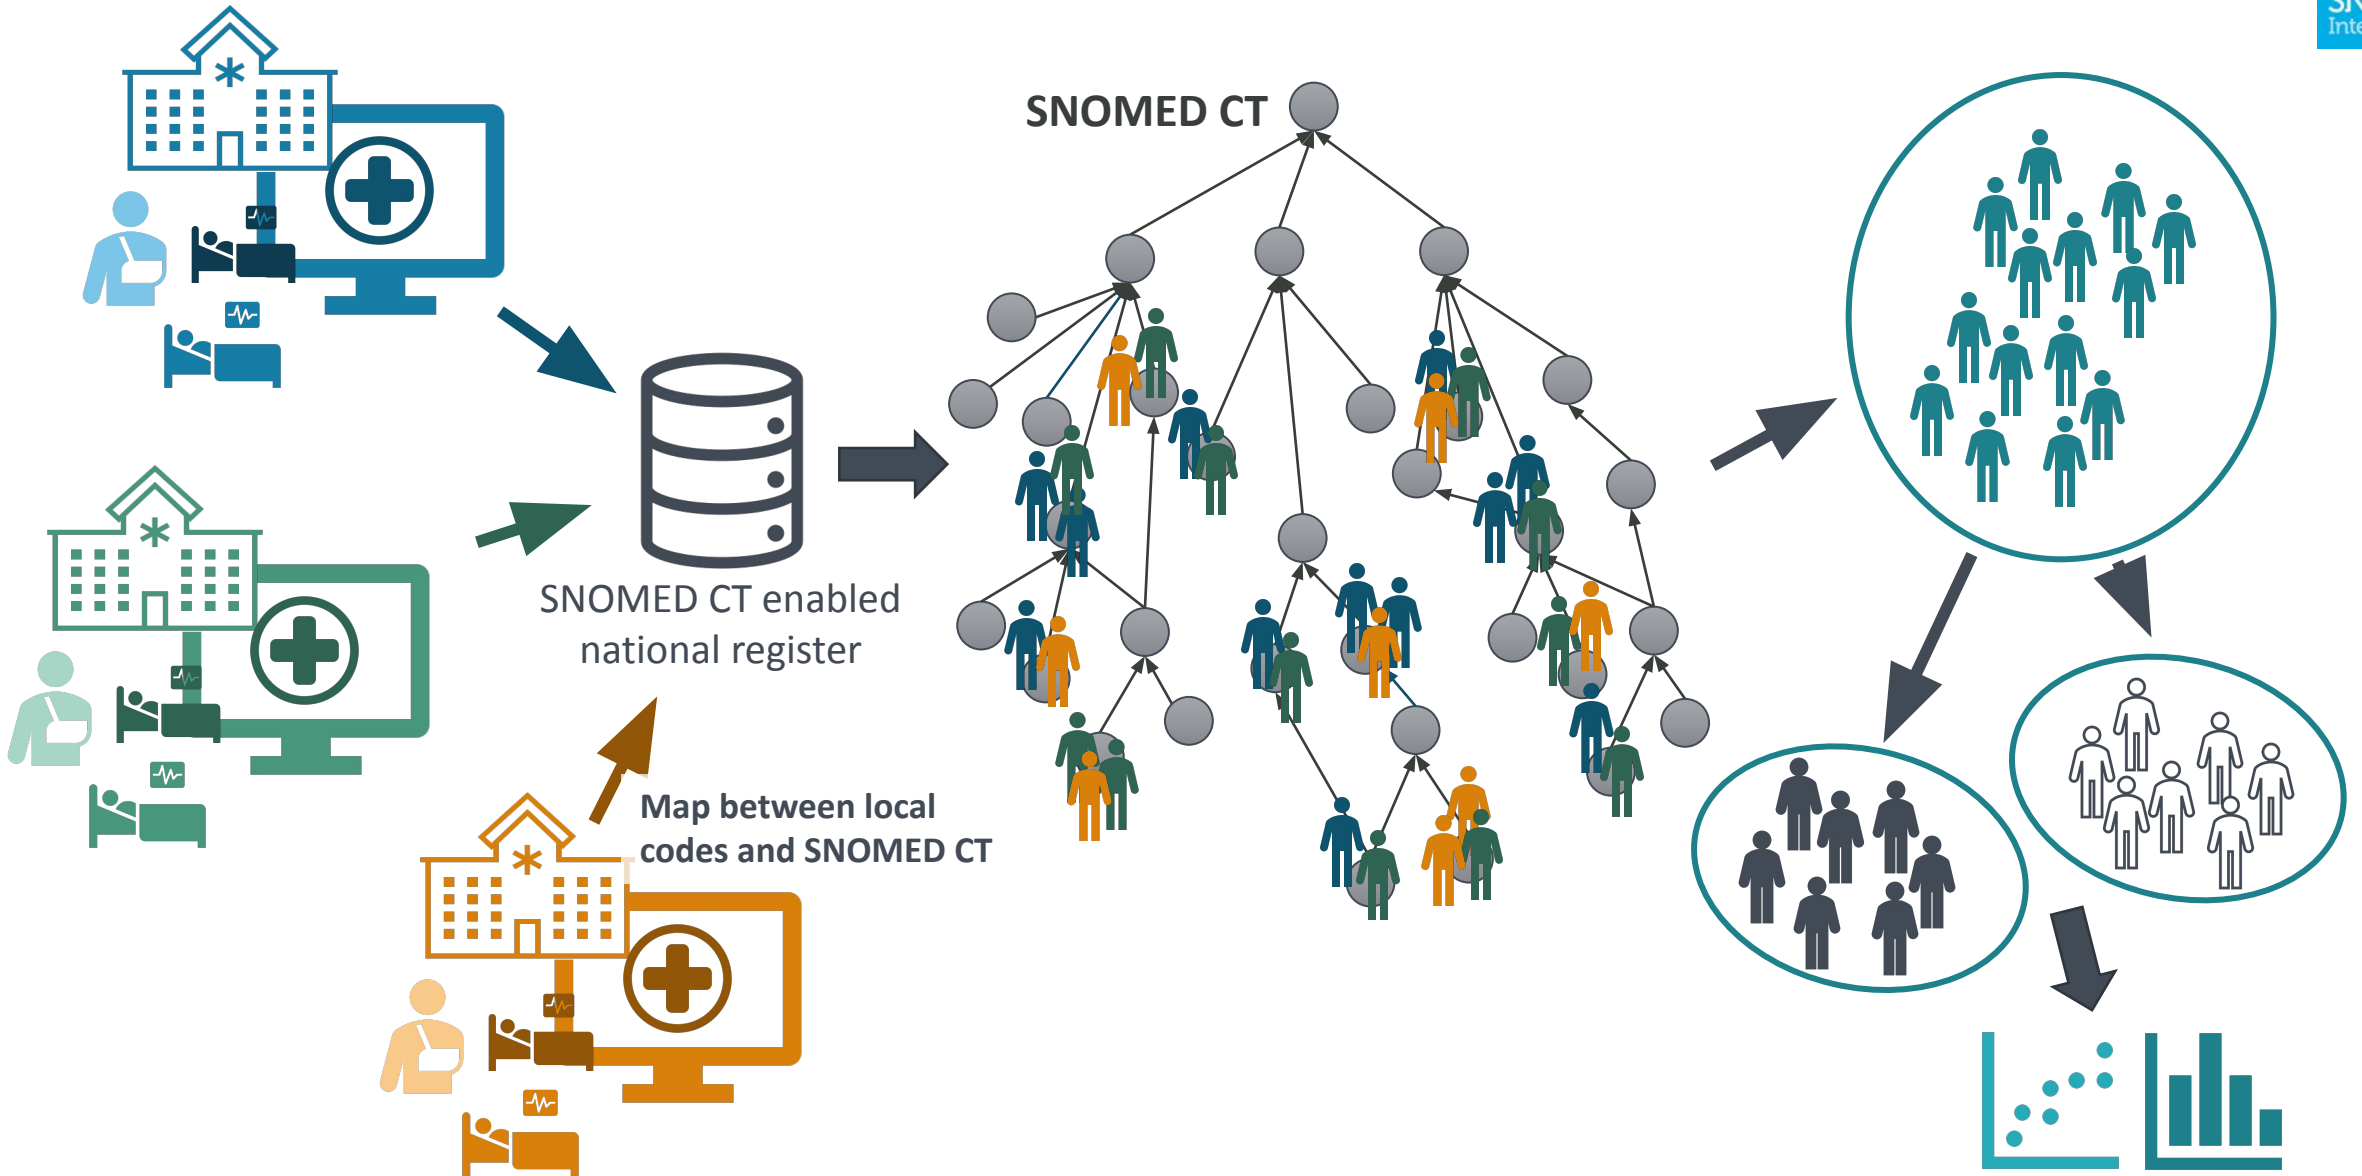 SNOMED CT
SNOMED CT enabled
national register
Map between local
codes and SNOMED CT